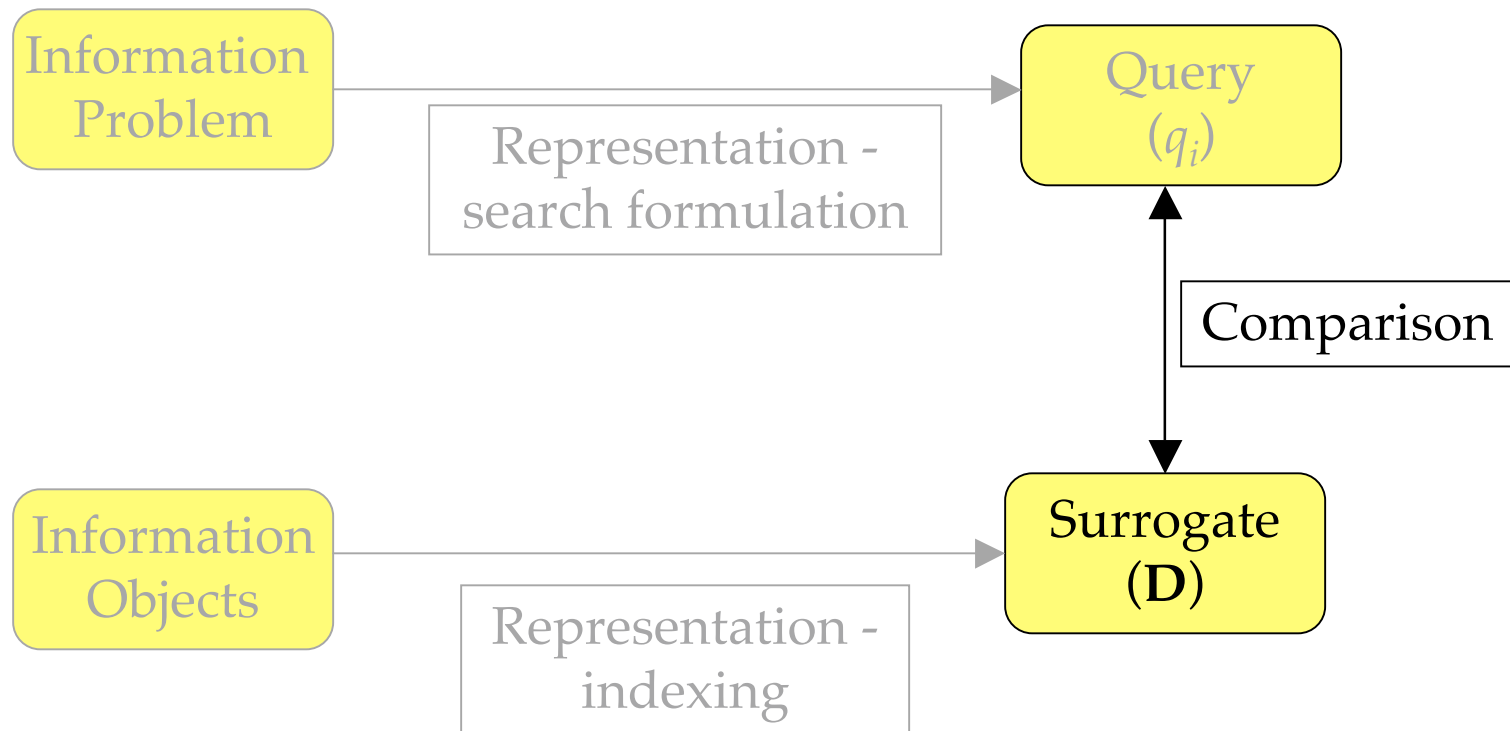 Information
Problem
Query
(q_i)
Representation -
search formulation
Comparison
Information
Objects
Surrogate
(D)
Representation -
indexing